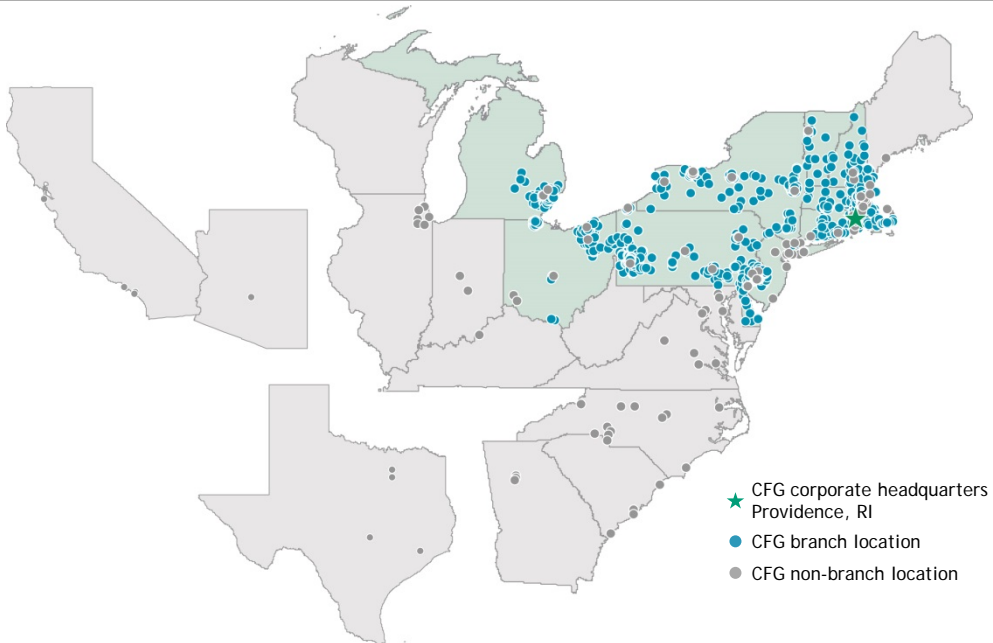 CFG corporate headquarters
Providence, RI
CFG branch location
CFG non-branch location